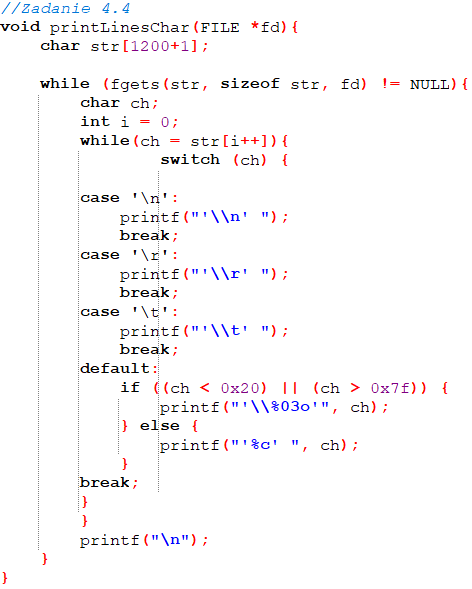 //Zadanie 4.4
void printLinesChar(FILE *fd){
    char str[1200+1];

    while (fgets(str, sizeof str, fd) != NULL){
        char ch;
        int i = 0;
        while(ch = str[i++]){
                switch (ch) {

        case '\n':
            printf("'\\n' ");
            break;
        case '\r':
            printf("'\\r' ");
            break;
        case '\t':
            printf("'\\t' ");
            break;
        default:
            if ((ch < 0x20) || (ch > 0x7f)) {
                printf("'\\%03o'", ch);
            } else {
                printf("'%c' ", ch);
            }
        break;
        }
        }
        printf("\n");
    }
}